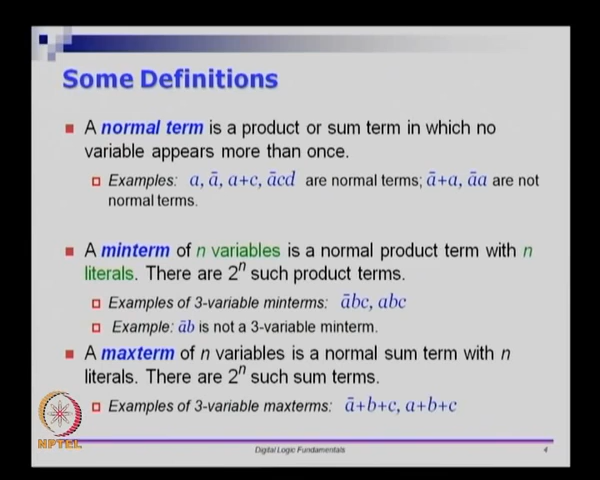 Some Definitions
A normal term is a product or sum term in which no
variable appears more than once.
Examples: a, ā, a+c, ācd are normal terms; ā+a, āa are not
normal terms.
A minterm of n variables is a normal product term with n
literals. There are 2ⁿ such product terms.
Examples of 3-variable minterms: ābc, abc
Example: āb is not a 3-variable minterm.
A maxterm of n variables is a normal sum term with n
literals. There are 2ⁿ such sum terms.
Examples of 3-variable maxterms: ā+b+c, a+b+c
NPTEL
Digital Logic Fundamentals
4